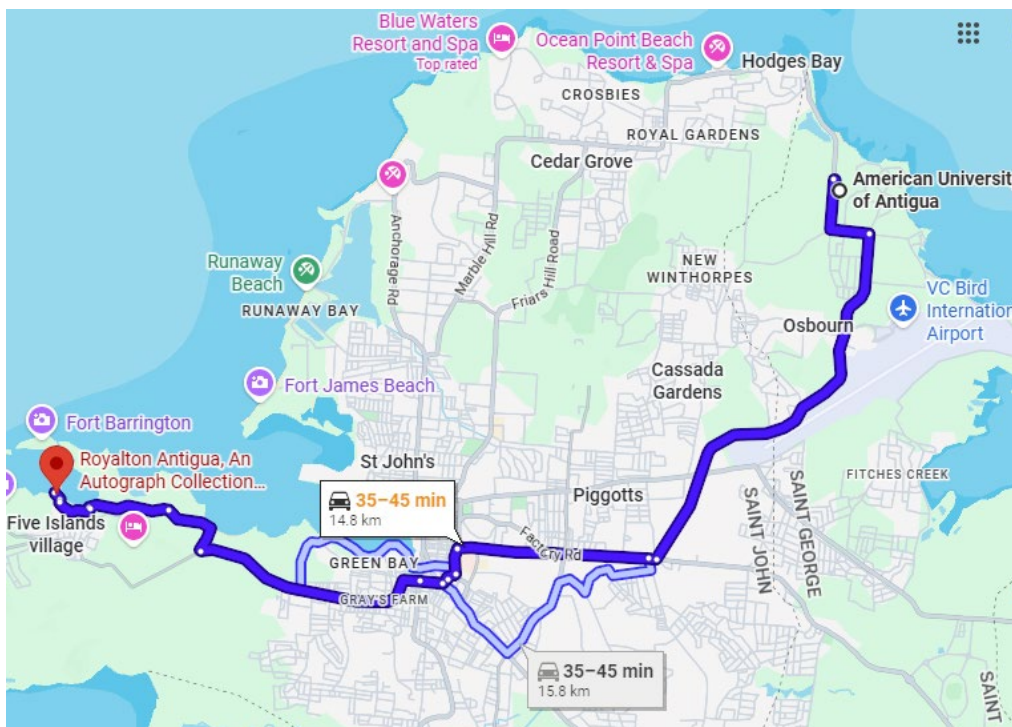 Blue Waters
Resort and Spa
Top rated
Ocean Point Beach
Resort & Spa
Hodges Bay
CROSBIES
ROYAL GARDENS
Cedar Grove
American Universit
of Antigua
Anchorage Rd
Marble Hill Rd
Friars Hill Road
NEW
WINTHORPES
Runaway
Beach
RUNAWAY BAY
VC Bird
Internation
Airport
Osbourn
Fort James Beach
Cassada
Gardens
Fort Barrington
Royalton Antigua, An
Autograph Collection...
St John's
FITCHES CREEK
35–45 min
14.8 km
Piggotts
Five Islands
village
Factory Rd
SAINT JOHN
SAINT GEORGE
GREEN BAY
GRAY'S FARM
35–45 min
15.8 km
SAINT